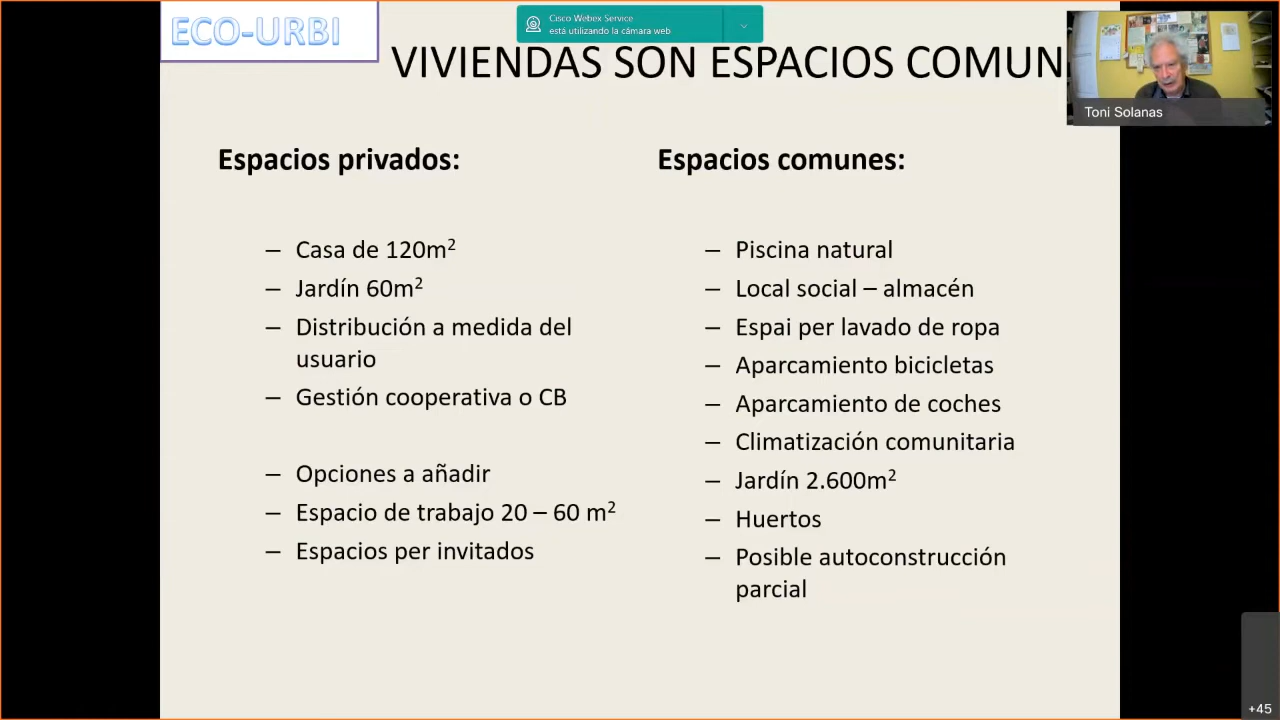 ECO-URBI
Cisco Webex Service
está utilizando la cámara web
VIVIENDAS SON ESPACIOS COMUN
Toni Solanas
Espacios privados:
– Casa de 120m²
– Jardín 60m²
– Distribución a medida del
usuario
– Gestión cooperativa o CB
– Opciones a añadir
– Espacio de trabajo 20 – 60 m²
– Espacios per invitados
Espacios comunes:
– Piscina natural
– Local social – almacén
– Espai per lavado de ropa
– Aparcamiento bicicletas
– Aparcamiento de coches
– Climatización comunitaria
– Jardín 2.600m²
– Huertos
– Posible autoconstrucción
parcial
+45